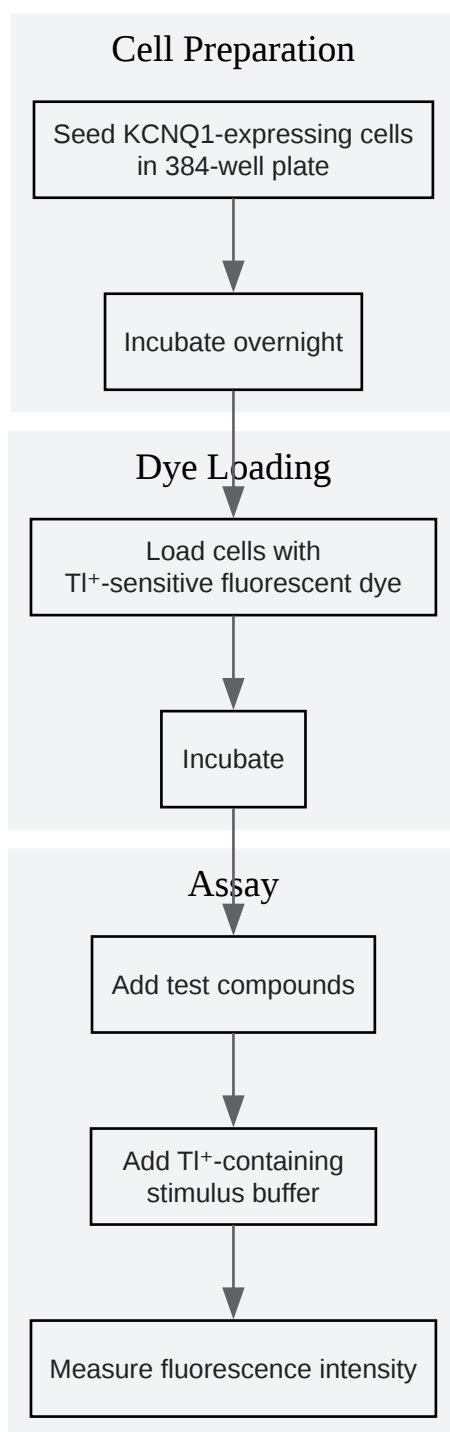 Cell Preparation
Seed KCNQ1-expressing cells
in 384-well plate
Incubate overnight
Dye Loading
Load cells with
Tl⁺-sensitive fluorescent dye
Incubate
Assay
Add test compounds
Add Tl⁺-containing
stimulus buffer
Measure fluorescence intensity